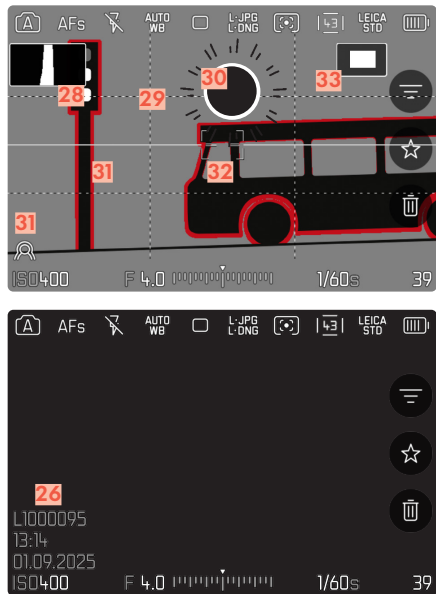 A AFs AUTO WB L·JPG L·DNG 43 LEICA STD
30
33
28
29
31
32
31
ISO400 F 4.0 1/60s 39
A AFs AUTO WB L·JPG L·DNG 43 LEICA STD
26
L1000095
13:14
01.09.2025
ISO400 F 4.0 1/60s 39